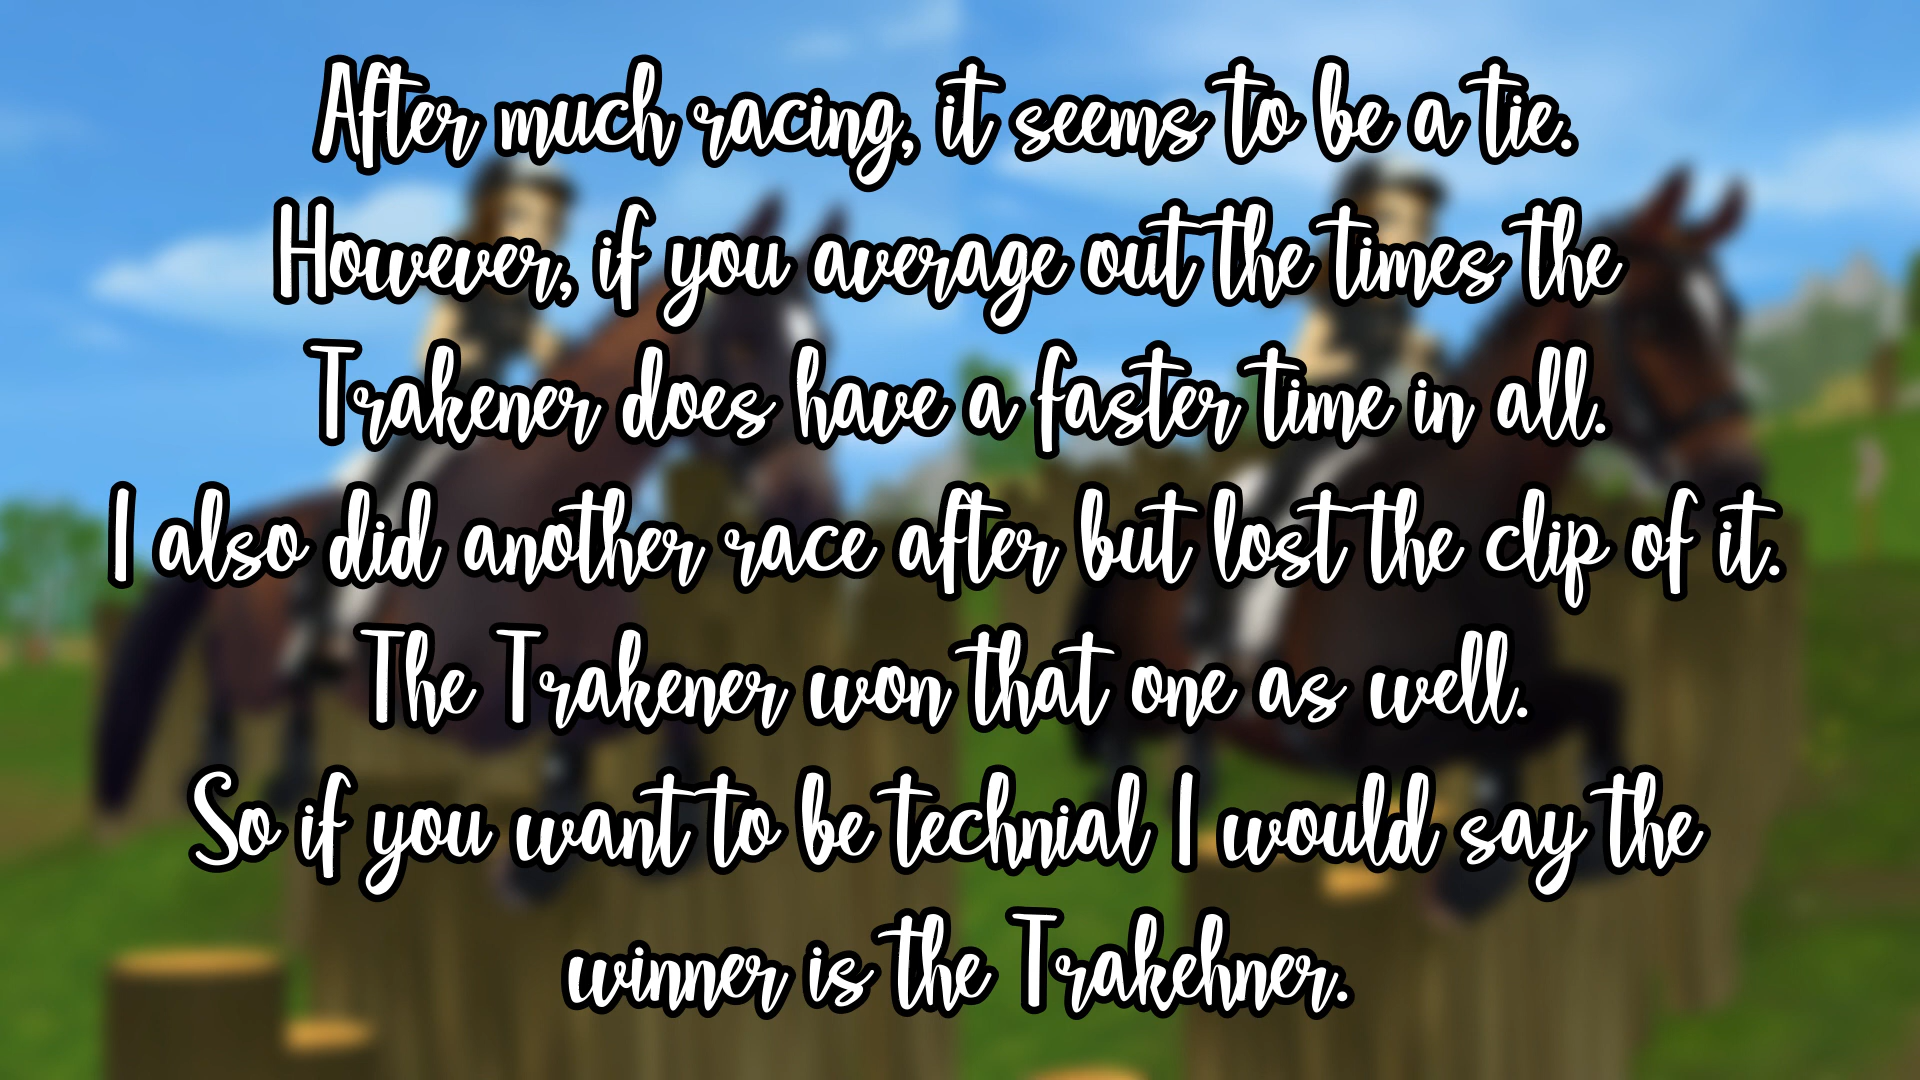 After much racing, it seems to be a tie.
However, if you average out the times the
Trakener does have a faster time in all.
I also did another race after but lost the clip of it.
The Trakener won that one as well.
So if you want to be technial I would say the
winner is the Trakehner.